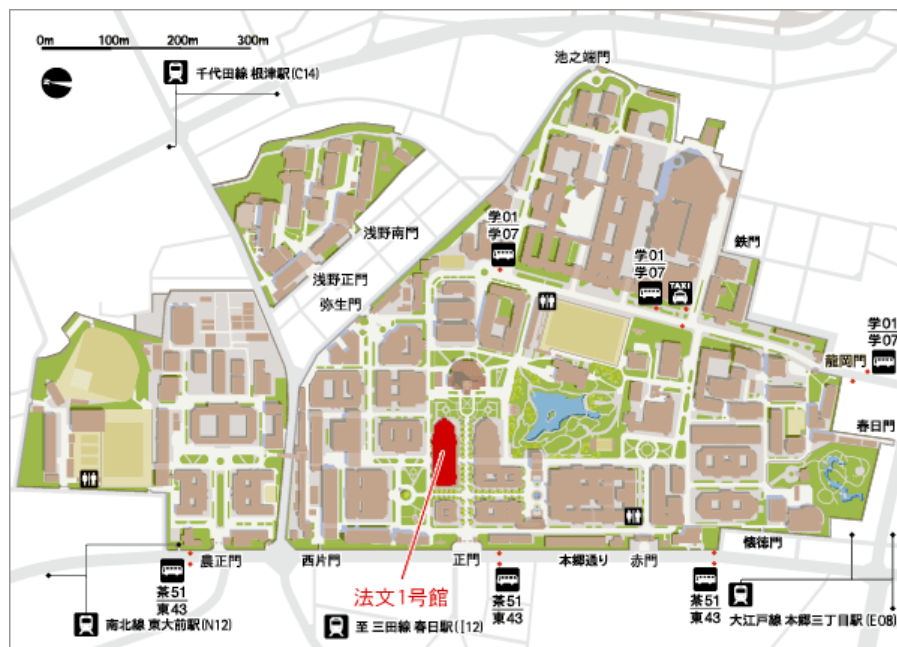 0m 100m 200m 300m
千代田線 根津駅(C14)
池之端門
浅野南門
浅野正門
弥生門
学01
学07
学01
学07
TAXI
鉄門
学01
学07
龍岡門
春日門
農正門
西片門
正門
本郷通り
赤門
懐徳門
茶51
東43
法文1号館
茶51
東43
茶51
東43
南北線 東大前駅(N12)
至 三田線 春日駅(I12)
大江戸線 本郷三丁目駅(E08)